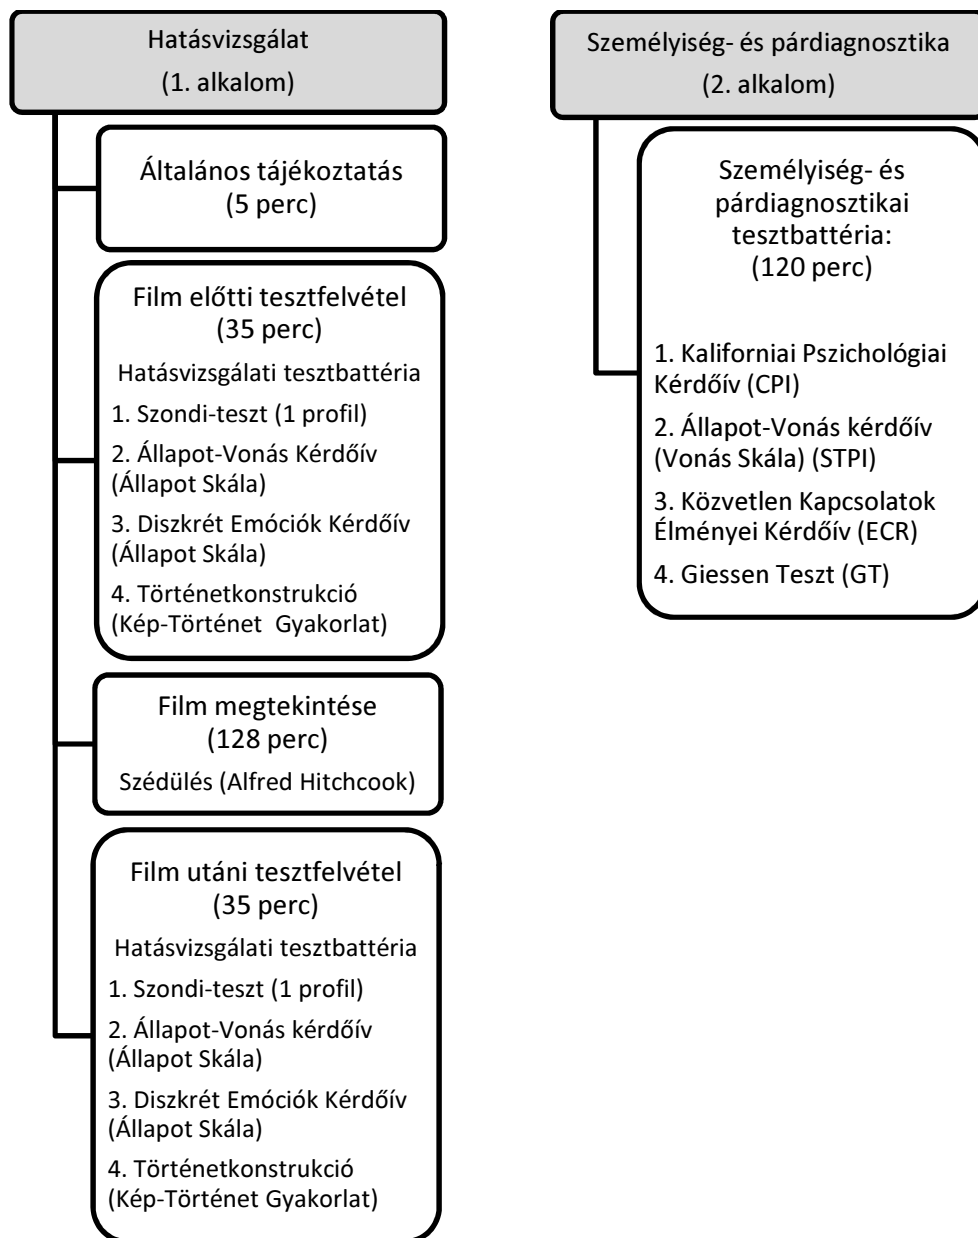 Hatásvizsgálat
(1. alkalom)
Általános tájékoztatás
(5 perc)
Film előtti tesztfelvétel
(35 perc)
Hatásvizsgálati tesztbattéria
1. Szondi-teszt (1 profil)
2. Állapot-Vonás Kérdőív
(Állapot Skála)
3. Diszkrét Emóciók Kérdőív
(Állapot Skála)
4. Történetkonstrukció
(Kép-Történet Gyakorlat)
Film megtekintése
(128 perc)
Szédülés (Alfred Hitchcook)
Film utáni tesztfelvétel
(35 perc)
Hatásvizsgálati tesztbattéria
1. Szondi-teszt (1 profil)
2. Állapot-Vonás kérdőív
(Állapot Skála)
3. Diszkrét Emóciók Kérdőív
(Állapot Skála)
4. Történetkonstrukció
(Kép-Történet Gyakorlat)
Személyiség- és párdiagnosztika
(2. alkalom)
Személyiség- és
párdiagnosztikai
tesztbattéria:
(120 perc)
1. Kaliforniai Pszichológiai
Kérdőív (CPI)
2. Állapot-Vonás kérdőív
(Vonás Skála) (STPI)
3. Közvetlen Kapcsolatok
Élményei Kérdőív (ECR)
4. Giessen Teszt (GT)